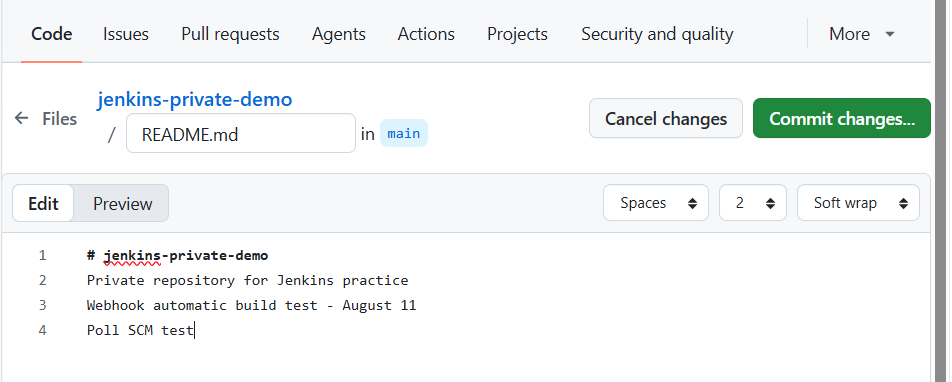 Code Issues Pull requests Agents Actions Projects Security and quality More
jenkins-private-demo
Files / README.md in main Cancel changes Commit changes...
Edit Preview Spaces 2 Soft wrap
1 # jenkins-private-demo
2 Private repository for Jenkins practice
3 Webhook automatic build test - August 11
4 Poll SCM test